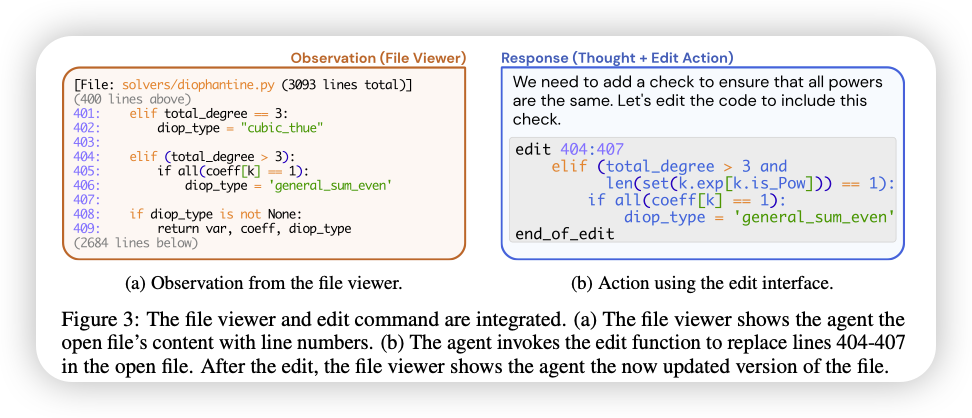 Observation (File Viewer)
[File: solvers/diophantine.py (3093 lines total)]
(400 lines above)
401:    elif total_degree == 3:
402:        diop_type = "cubic_thue"
403:
404:    elif (total_degree > 3):
405:        if all(coeff[k] == 1):
406:            diop_type = 'general_sum_even'
407:
408:    if diop_type is not None:
409:        return var, coeff, diop_type
(2684 lines below)
(a) Observation from the file viewer.
Response (Thought + Edit Action)
We need to add a check to ensure that all powers
are the same. Let's edit the code to include this
check.
edit 404:407
    elif (total_degree > 3 and
          len(set(k.exp[k.is_Pow])) == 1):
        if all(coeff[k] == 1):
            diop_type = 'general_sum_even'
end_of_edit
(b) Action using the edit interface.
Figure 3: The file viewer and edit command are integrated. (a) The file viewer shows the agent the
open file's content with line numbers. (b) The agent invokes the edit function to replace lines 404-407
in the open file. After the edit, the file viewer shows the agent the now updated version of the file.